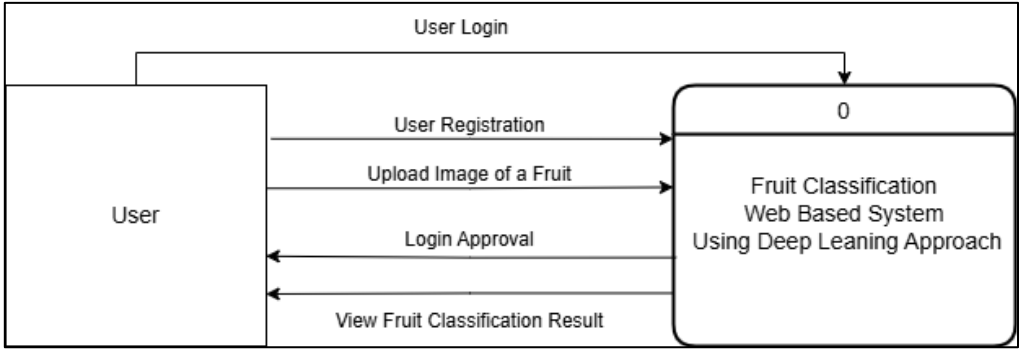 User Login
0
User Registration
Upload Image of a Fruit
User
Login Approval
View Fruit Classification Result
Fruit Classification
Web Based System
Using Deep Leaning Approach